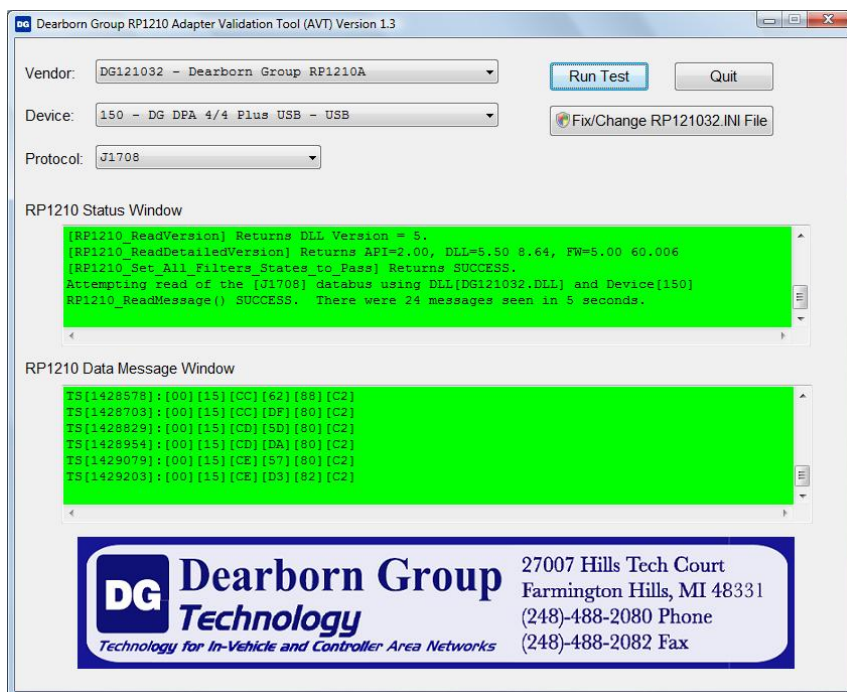 DG Dearborn Group RP1210 Adapter Validation Tool (AVT) Version 1.3
Vendor: DG121032 - Dearborn Group RP1210A Run Test Quit
Device: 150 - DG DPA 4/4 Plus USB - USB Fix/Change RP121032.INI File
Protocol: J1708
RP1210 Status Window
[RP1210_ReadVersion] Returns DLL Version = 5.
[RP1210_ReadDetailedVersion] Returns API=2.00, DLL=5.50 8.64, FW=5.00 60.006
[RP1210_Set_All_Filters_States_to_Pass] Returns SUCCESS.
Attempting read of the [J1708] databus using DLL[DG121032.DLL] and Device[150]
RP1210_ReadMessage() SUCCESS.  There were 24 messages seen in 5 seconds.
RP1210 Data Message Window
TS[1428578]:[00][15][CC][62][88][C2]
TS[1428703]:[00][15][CC][DF][80][C2]
TS[1428829]:[00][15][CD][5D][80][C2]
TS[1428954]:[00][15][CD][DA][80][C2]
TS[1429079]:[00][15][CE][57][80][C2]
TS[1429203]:[00][15][CE][D3][82][C2]
DG
Dearborn Group
Technology
Technology for In-Vehicle and Controller Area Networks
27007 Hills Tech Court
Farmington Hills, MI 48331
(248)-488-2080 Phone
(248)-488-2082 Fax